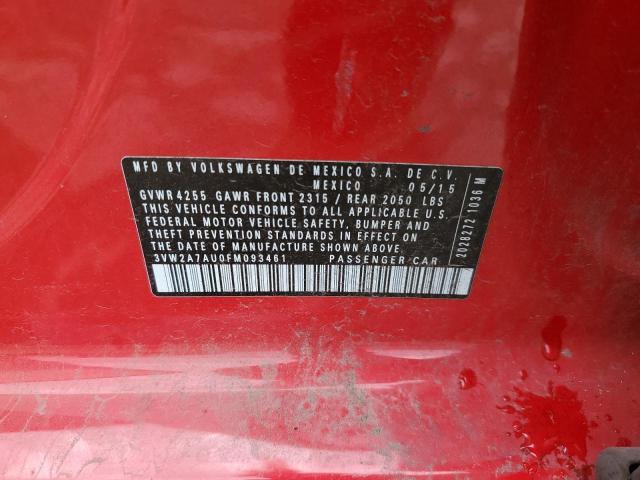 MFD BY VOLKSWAGEN DE MEXICO S.A. DE C.V.
MEXICO 05/15
GVWR 4255 GAWR FRONT 2315 / REAR 2050 LBS
THIS VEHICLE CONFORMS TO ALL APPLICABLE U.S.
FEDERAL MOTOR VEHICLE SAFETY, BUMPER AND
THEFT PREVENTION STANDARDS IN EFFECT ON
THE DATE OF MANUFACTURE SHOWN ABOVE.
3VW2A7AU0FM093461 PASSENGER CAR
2028272 1036 M